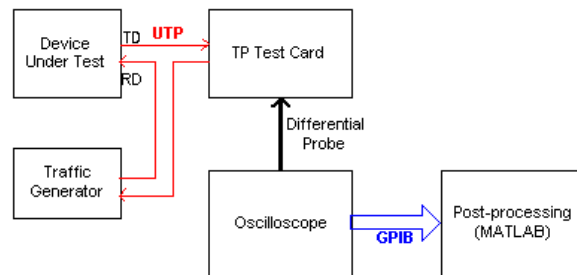 Device
Under Test
TD
UTP
RD
TP Test Card
Differential
Probe
Traffic
Generator
Oscilloscope
GPIB
Post-processing
(MATLAB)